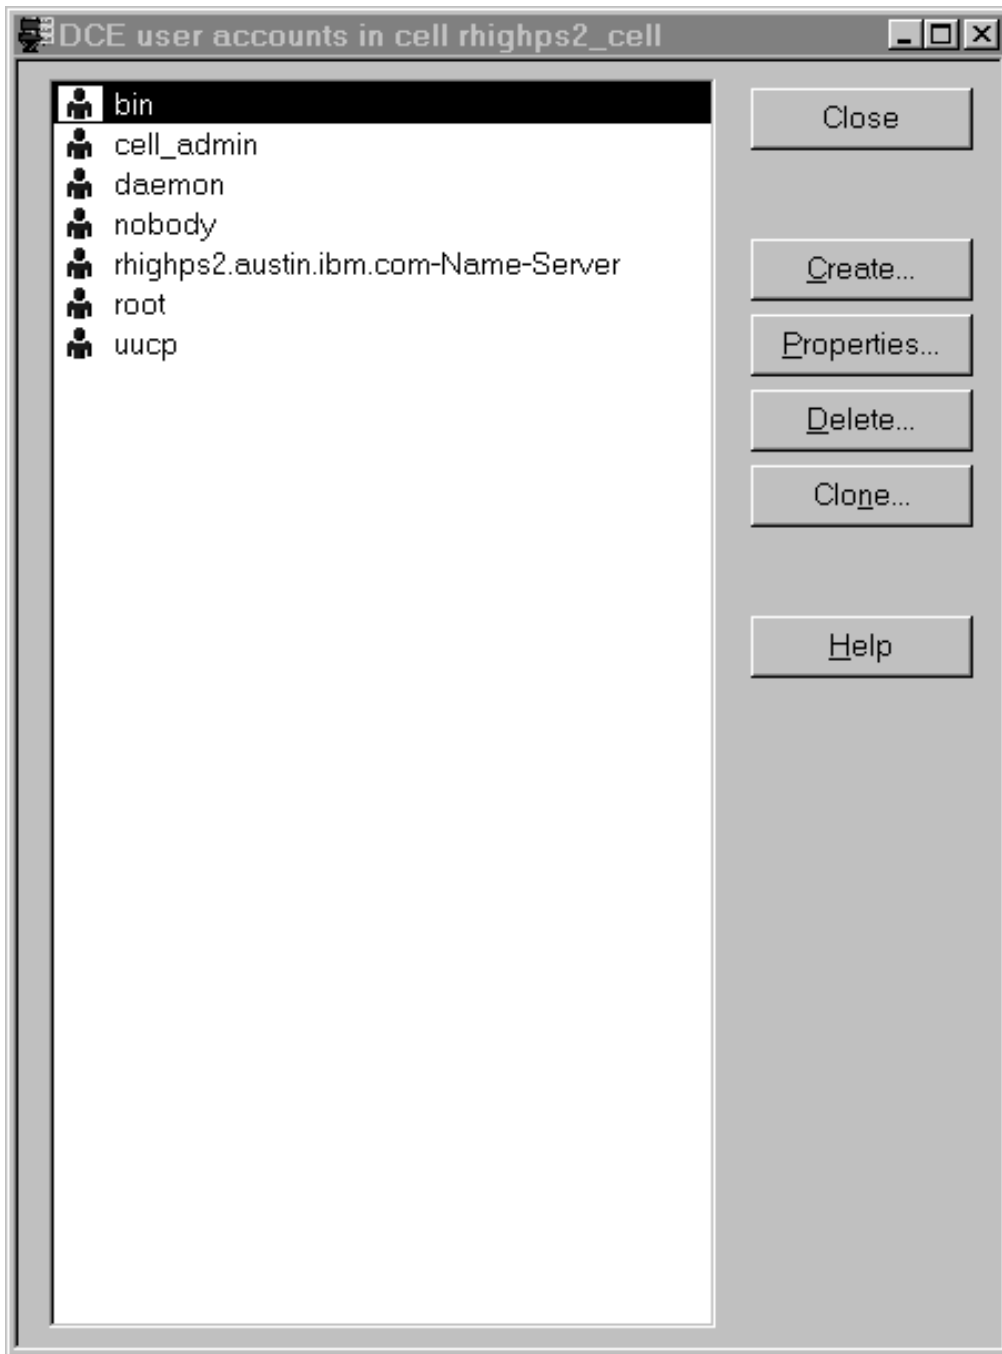 DCE user accounts in cell rhighps2_cell
bin
cell_admin
daemon
nobody
rhighps2.austin.ibm.com-Name-Server
root
uucp
Close
Create...
Properties...
Delete...
Clone...
Help